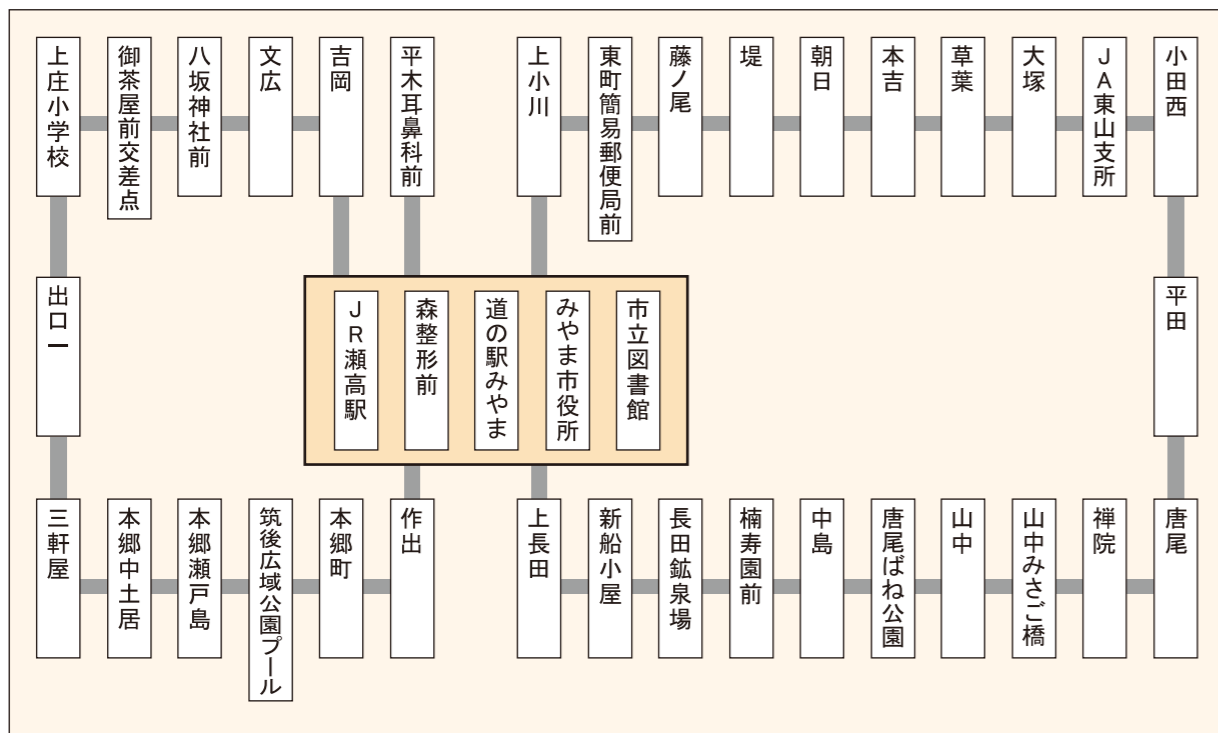 上庄小学校
御茶屋前交差点
八坂神社前
文広
吉岡
平木耳鼻科前
上小川
東町簡易郵便局前
藤ノ尾
堤
朝日
本吉
草葉
大塚
JA東山支所
小田西
出口一
JR瀬高駅
森整形前
道の駅みやま
みやま市役所
市立図書館
平田
三軒屋
本郷中土居
本郷瀬戸島
筑後広域公園プール
本郷町
作出
上長田
新船小屋
長田鉱泉場
楠寿園前
中島
唐尾ばね公園
山中
山中みさご橋
禅院
唐尾